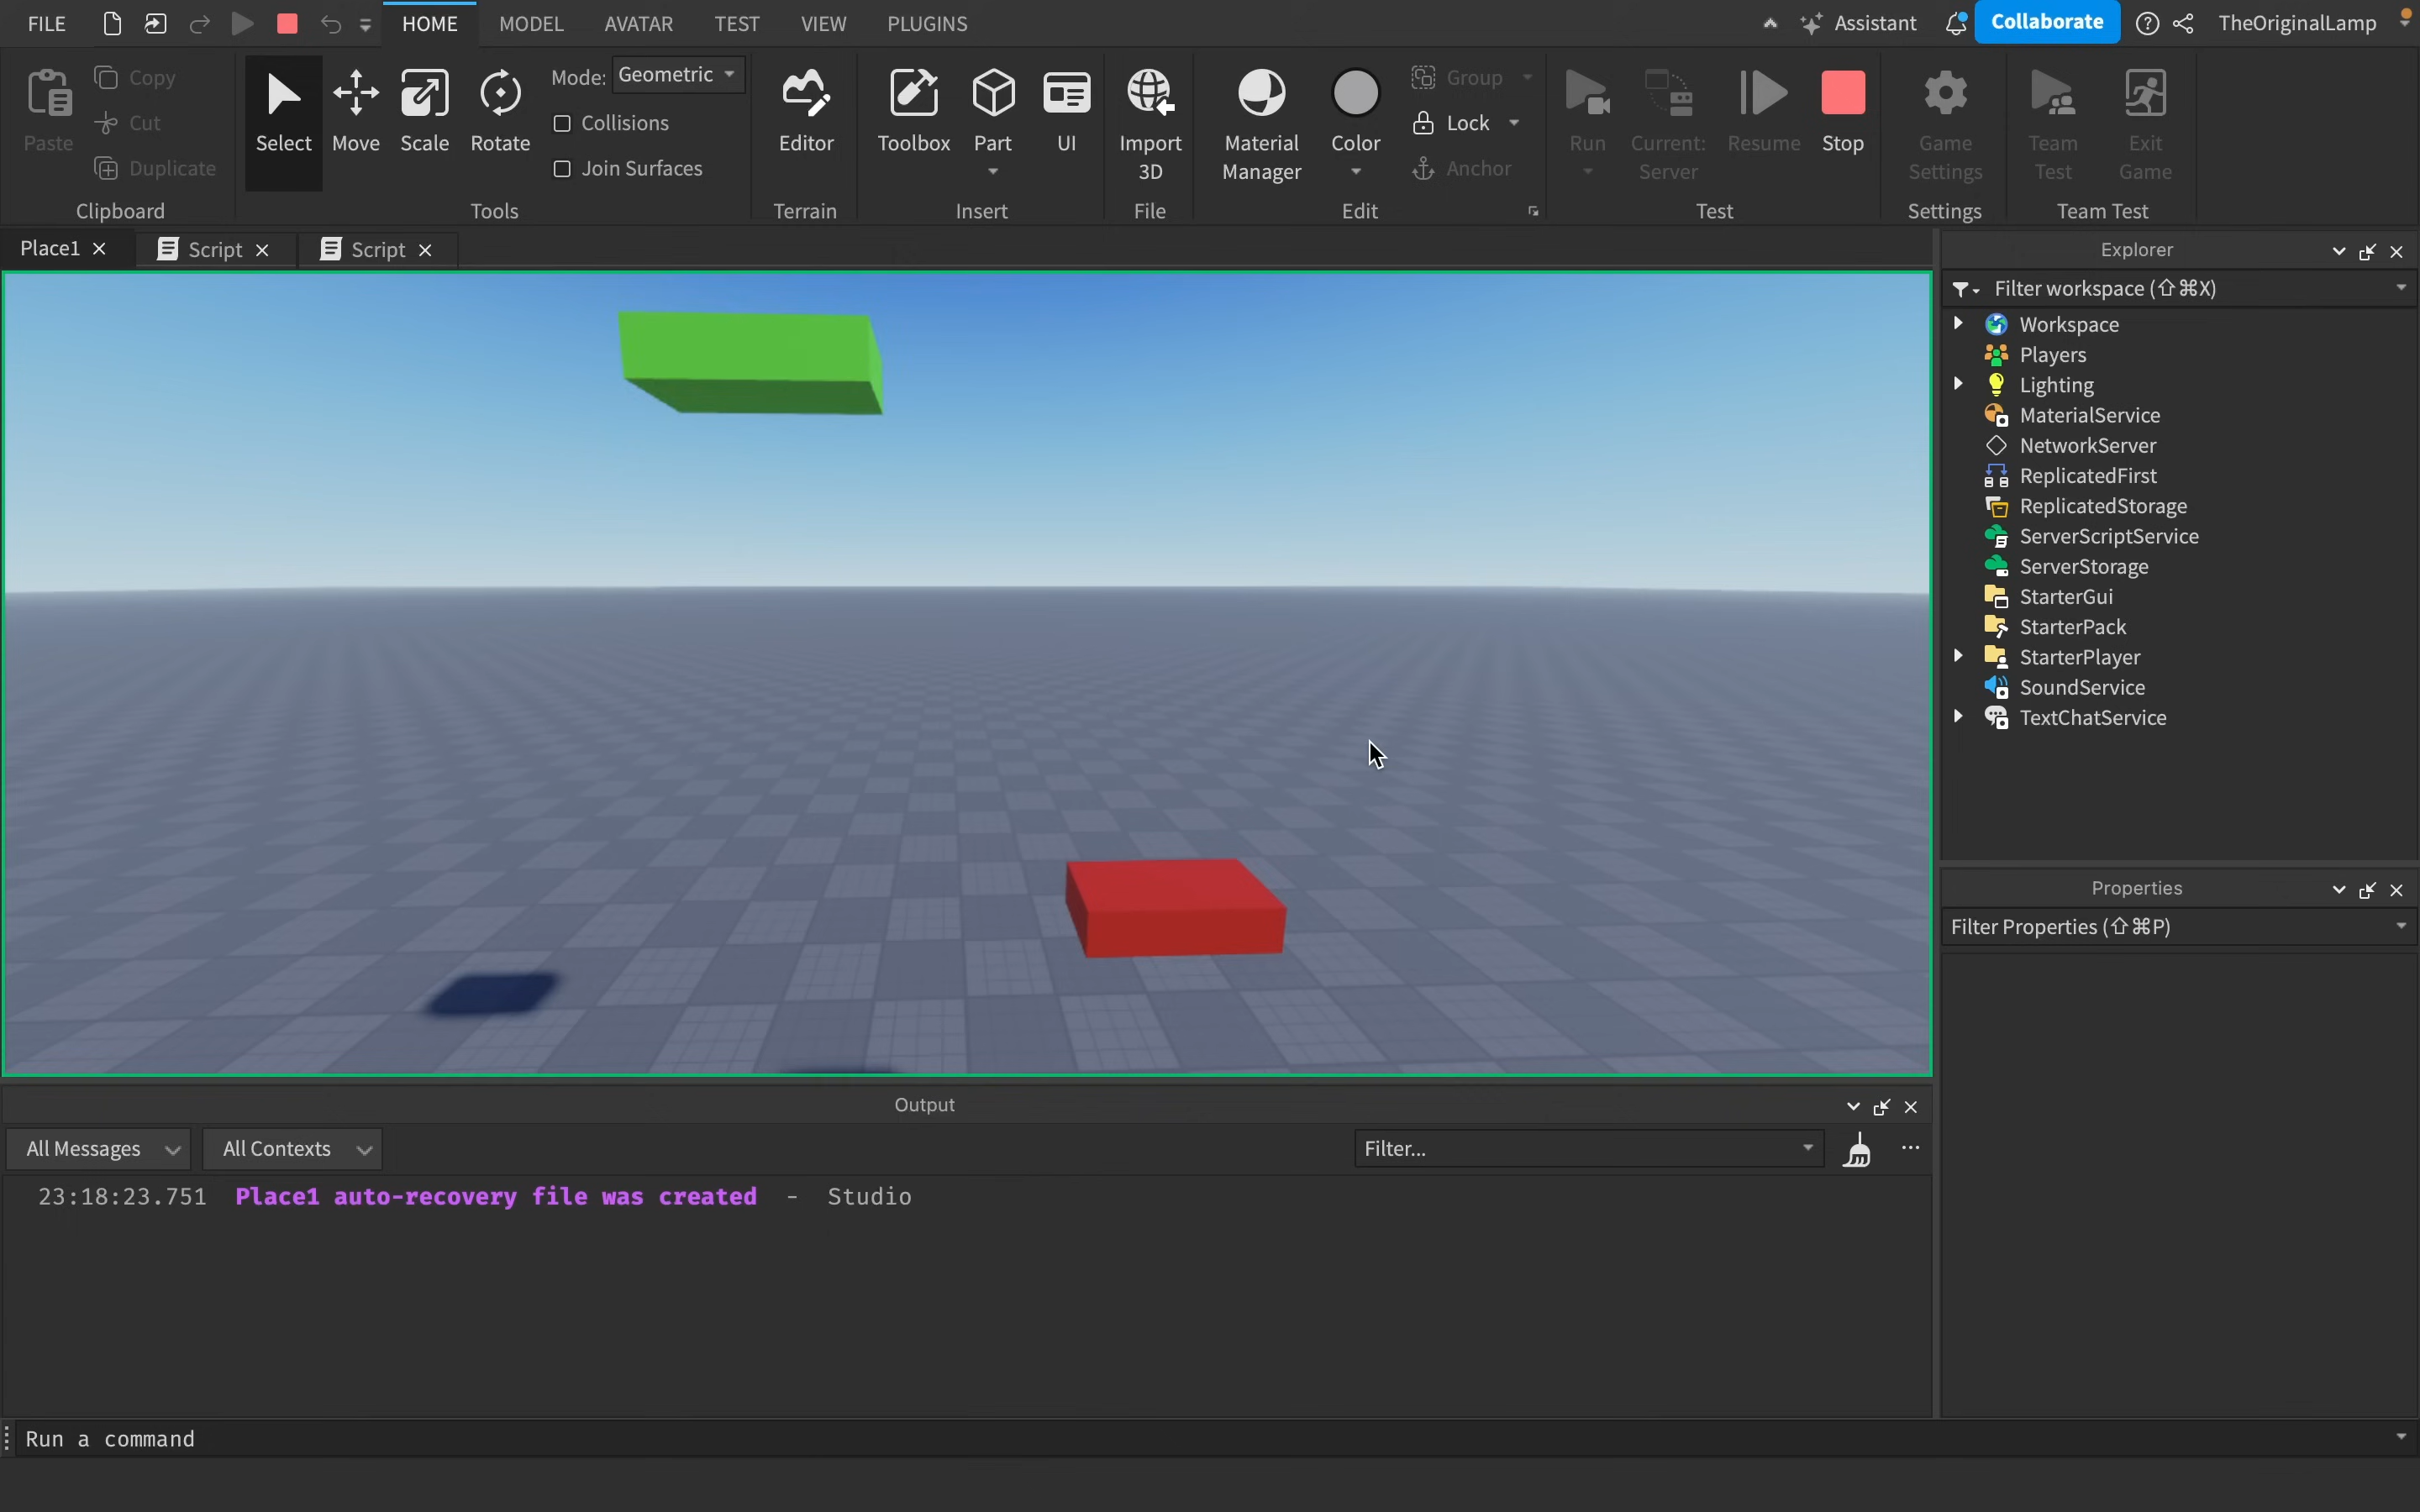 FILE HOME MODEL AVATAR TEST VIEW PLUGINS Assistant Collaborate TheOriginalLamp
Paste Copy Cut Duplicate
Clipboard
Select Move Scale Rotate
Mode: Geometric
Collisions
Join Surfaces
Tools
Editor
Terrain
Toolbox Part UI
Insert
Import 3D
File
Material Manager Color
Group
Lock
Anchor
Edit
Run Current: Server Resume Stop
Test
Game Settings
Settings
Team Test Exit Game
Team Test
Place1 Script Script
Explorer
Filter workspace (⇧⌘X)
Workspace
Players
Lighting
MaterialService
NetworkServer
ReplicatedFirst
ReplicatedStorage
ServerScriptService
ServerStorage
StarterGui
StarterPack
StarterPlayer
SoundService
TextChatService
Properties
Filter Properties (⇧⌘P)
Output
All Messages All Contexts Filter...
23:18:23.751 Place1 auto-recovery file was created - Studio
Run a command